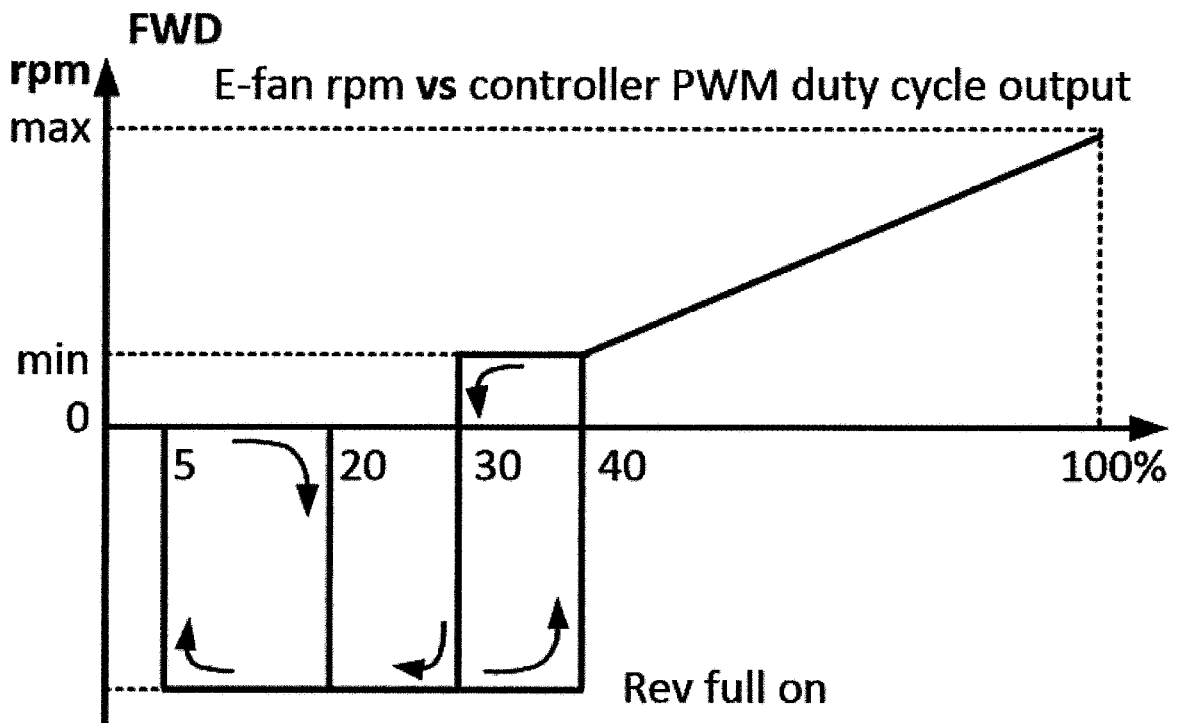 FWD
rpm
E-fan rpm vs controller PWM duty cycle output
max
min
0
5 20 30 40 100%
Rev full on